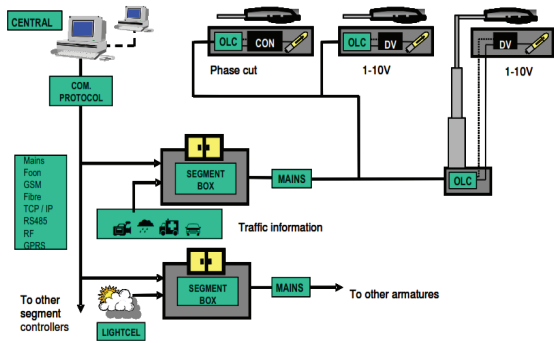 CENTRAL
COM.
PROTOCOL
OLC
CON
Phase cut
OLC
DV
1-10V
DV
1-10V
OLC
Mains
Foon
GSM
Fibre
TCP / IP
RS485
RF
GPRS
SEGMENT
BOX
MAINS
Traffic information
SEGMENT
BOX
MAINS
To other armatures
To other
segment
controllers
LIGHTCEL